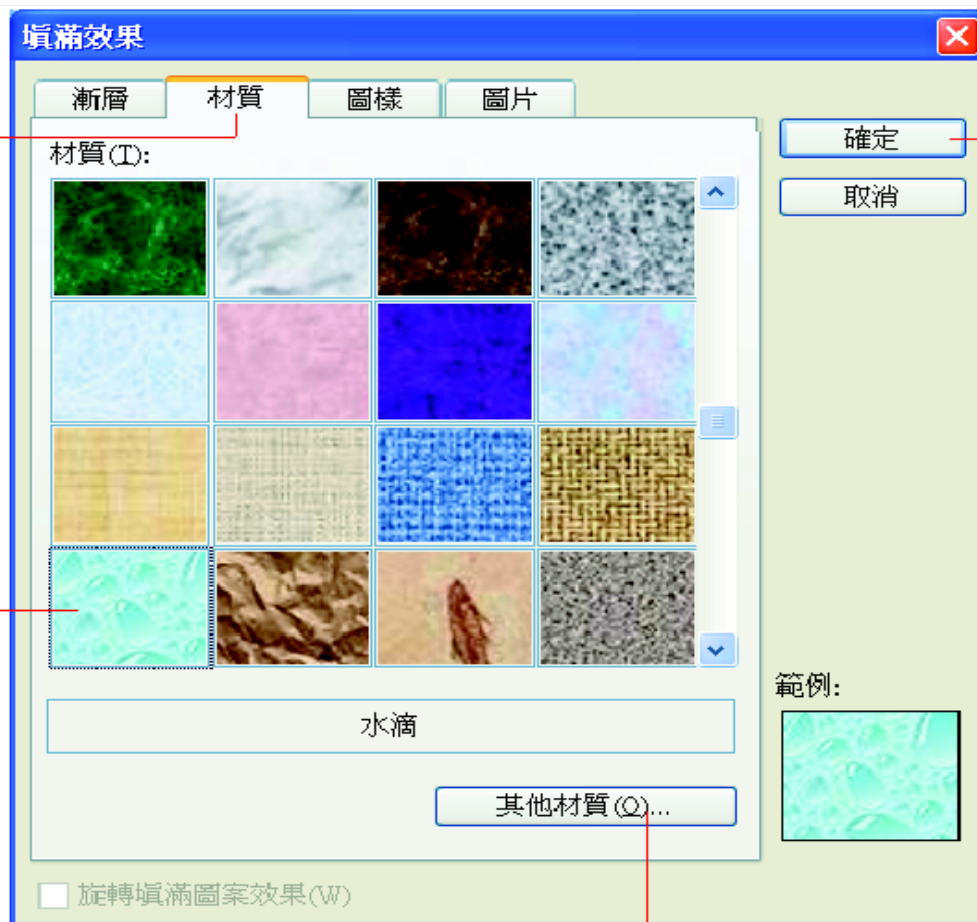 填滿效果
漸層 材質 圖樣 圖片
材質(T):
確定
取消
水滴
範例:
其他材質(O)...
旋轉填滿圖案效果(W)